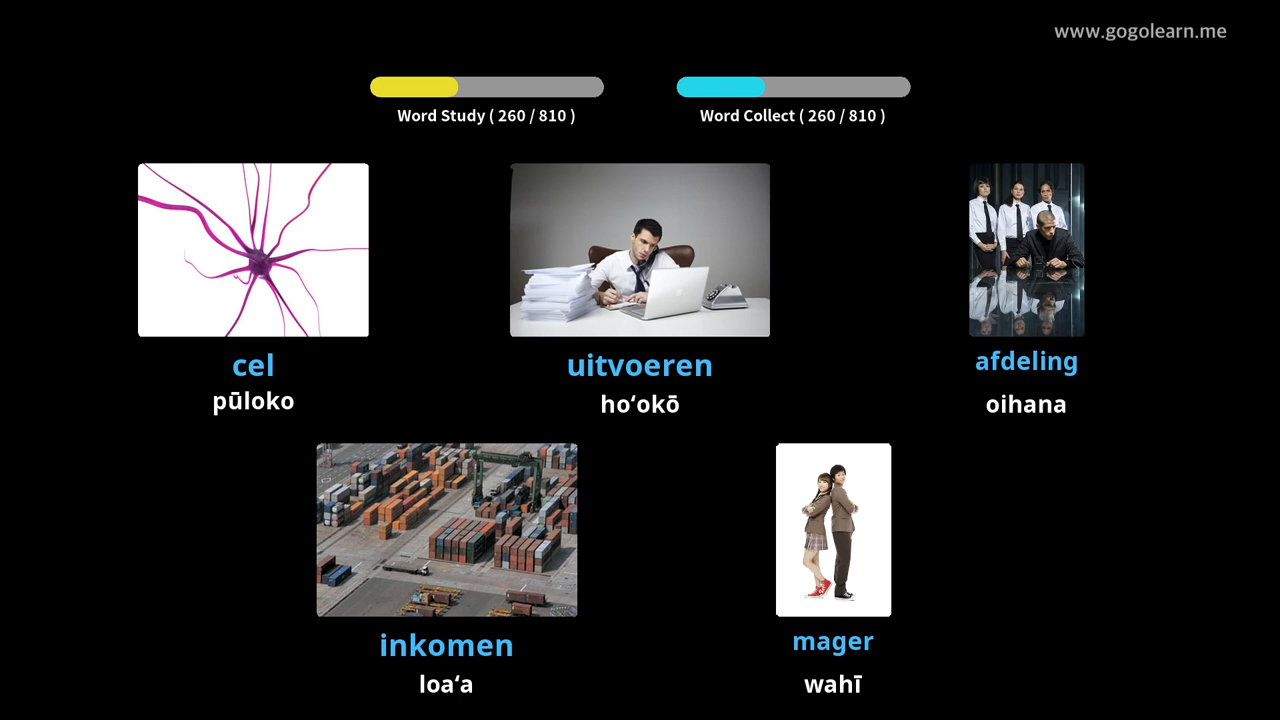 www.gogolearn.me
Word Study ( 260 / 810 )
Word Collect ( 260 / 810 )
cel
pūloko
uitvoeren
hoʻokō
afdeling
oihana
inkomen
loaʻa
mager
wahī